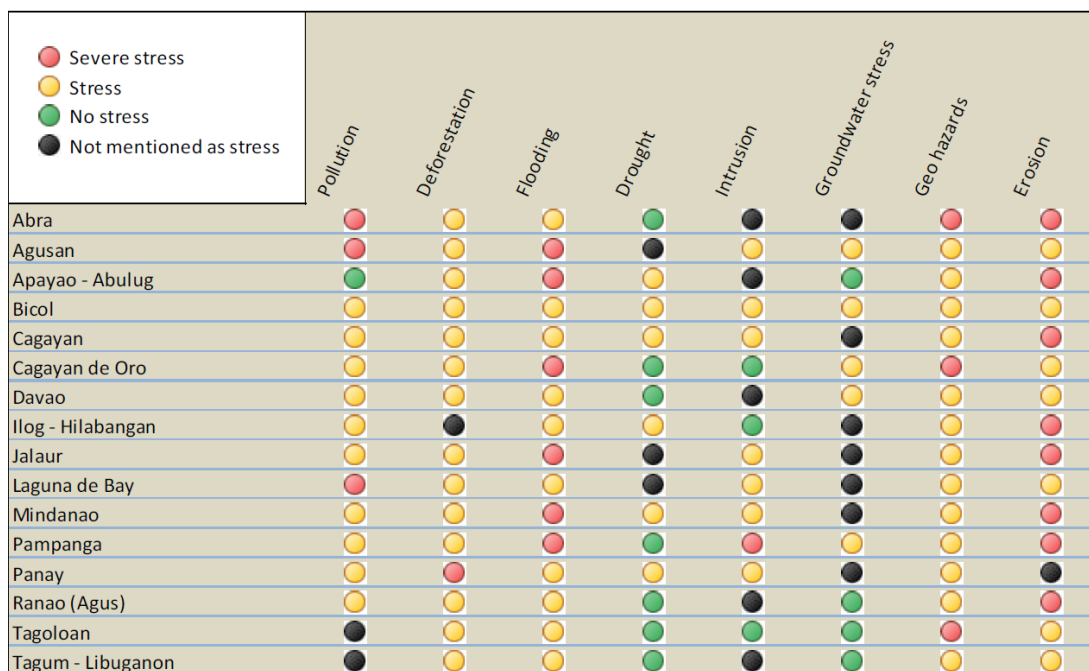 Severe stress
Stress
No stress
Not mentioned as stress
Pollution
Deforestation
Flooding
Drought
Intrusion
Groundwater stress
Geo hazards
Erosion
Abra
Agusan
Apayao - Abulug
Bicol
Cagayan
Cagayan de Oro
Davao
Ilog - Hilabangan
Jalaur
Laguna de Bay
Mindanao
Pampanga
Panay
Ranao (Agus)
Tagoloan
Tagum - Libuganon